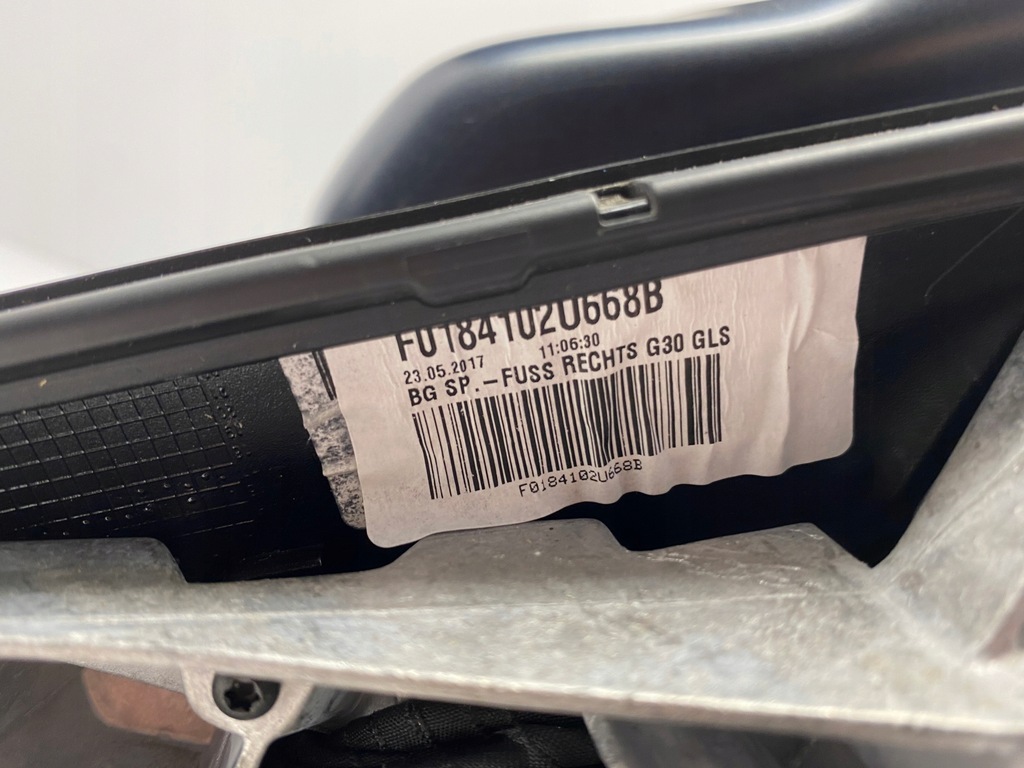 F0184102U668B
23.05.2017 11:06:30
BG SP.-FUSS RECHTS G30 GLS
F0184102U668B